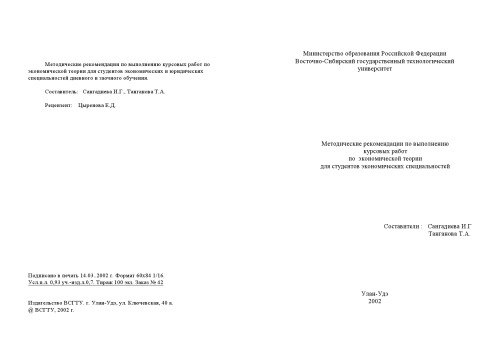 Методические рекомендации по выполнению курсовых работ по
экономической теории для студентов экономических и юридических
специальностей дневного и заочного обучения.
Составитель: Сангадиева И.Г., Танганова Т.А.
Рецензент: Цыренова Е.Д.
Подписано в печать 14.03. 2002 г. Формат 60х84 1/16.
Усл.п.л. 0,93 уч.-изд.л.0,7. Тираж 100 экз. Заказ № 42
Издательство ВСГТУ. г. Улан-Удэ, ул. Ключевская, 40 в.
@ ВСГТУ, 2002 г.
Министерство образования Российской Федерации
Восточно-Сибирский государственный технологический
университет
Методические рекомендации по выполнению
курсовых работ
по экономической теории
для студентов экономических специальностей
Составители : Сангадиева И.Г
Танганова Т.А.
Улан-Удэ
2002